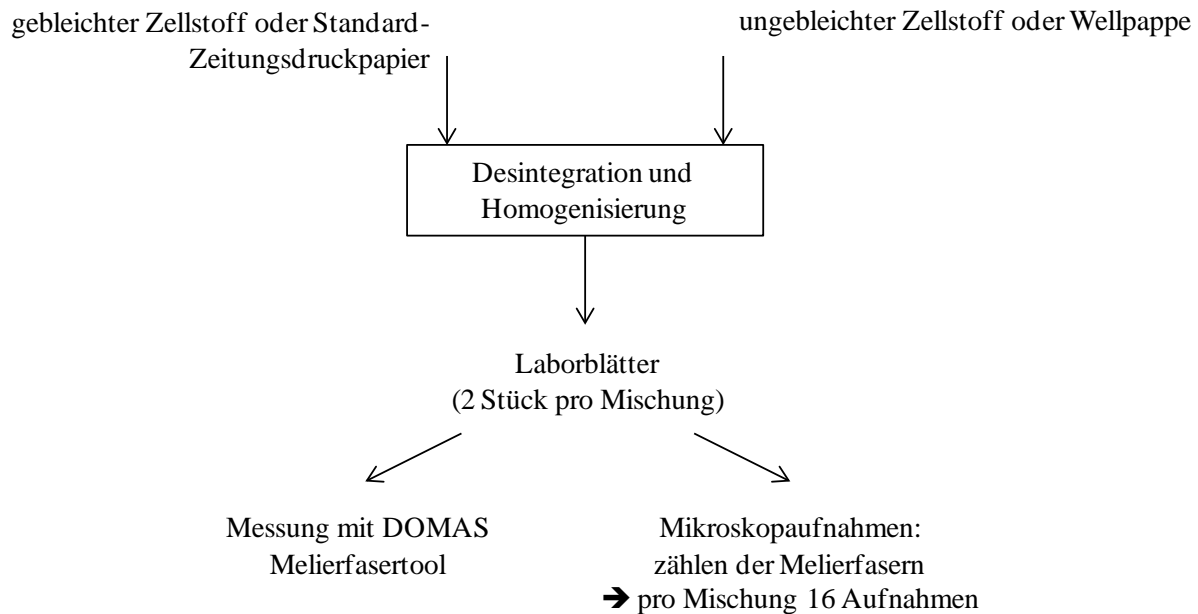 gebleichter Zellstoff oder Standard-
Zeitungsdruckpapier
ungebleichter Zellstoff oder Wellpappe
Desintegration und
Homogenisierung
Laborblätter
(2 Stück pro Mischung)
Messung mit DOMAS
Melierfasertool
Mikroskopaufnahmen:
zählen der Melierfasern
➔ pro Mischung 16 Aufnahmen